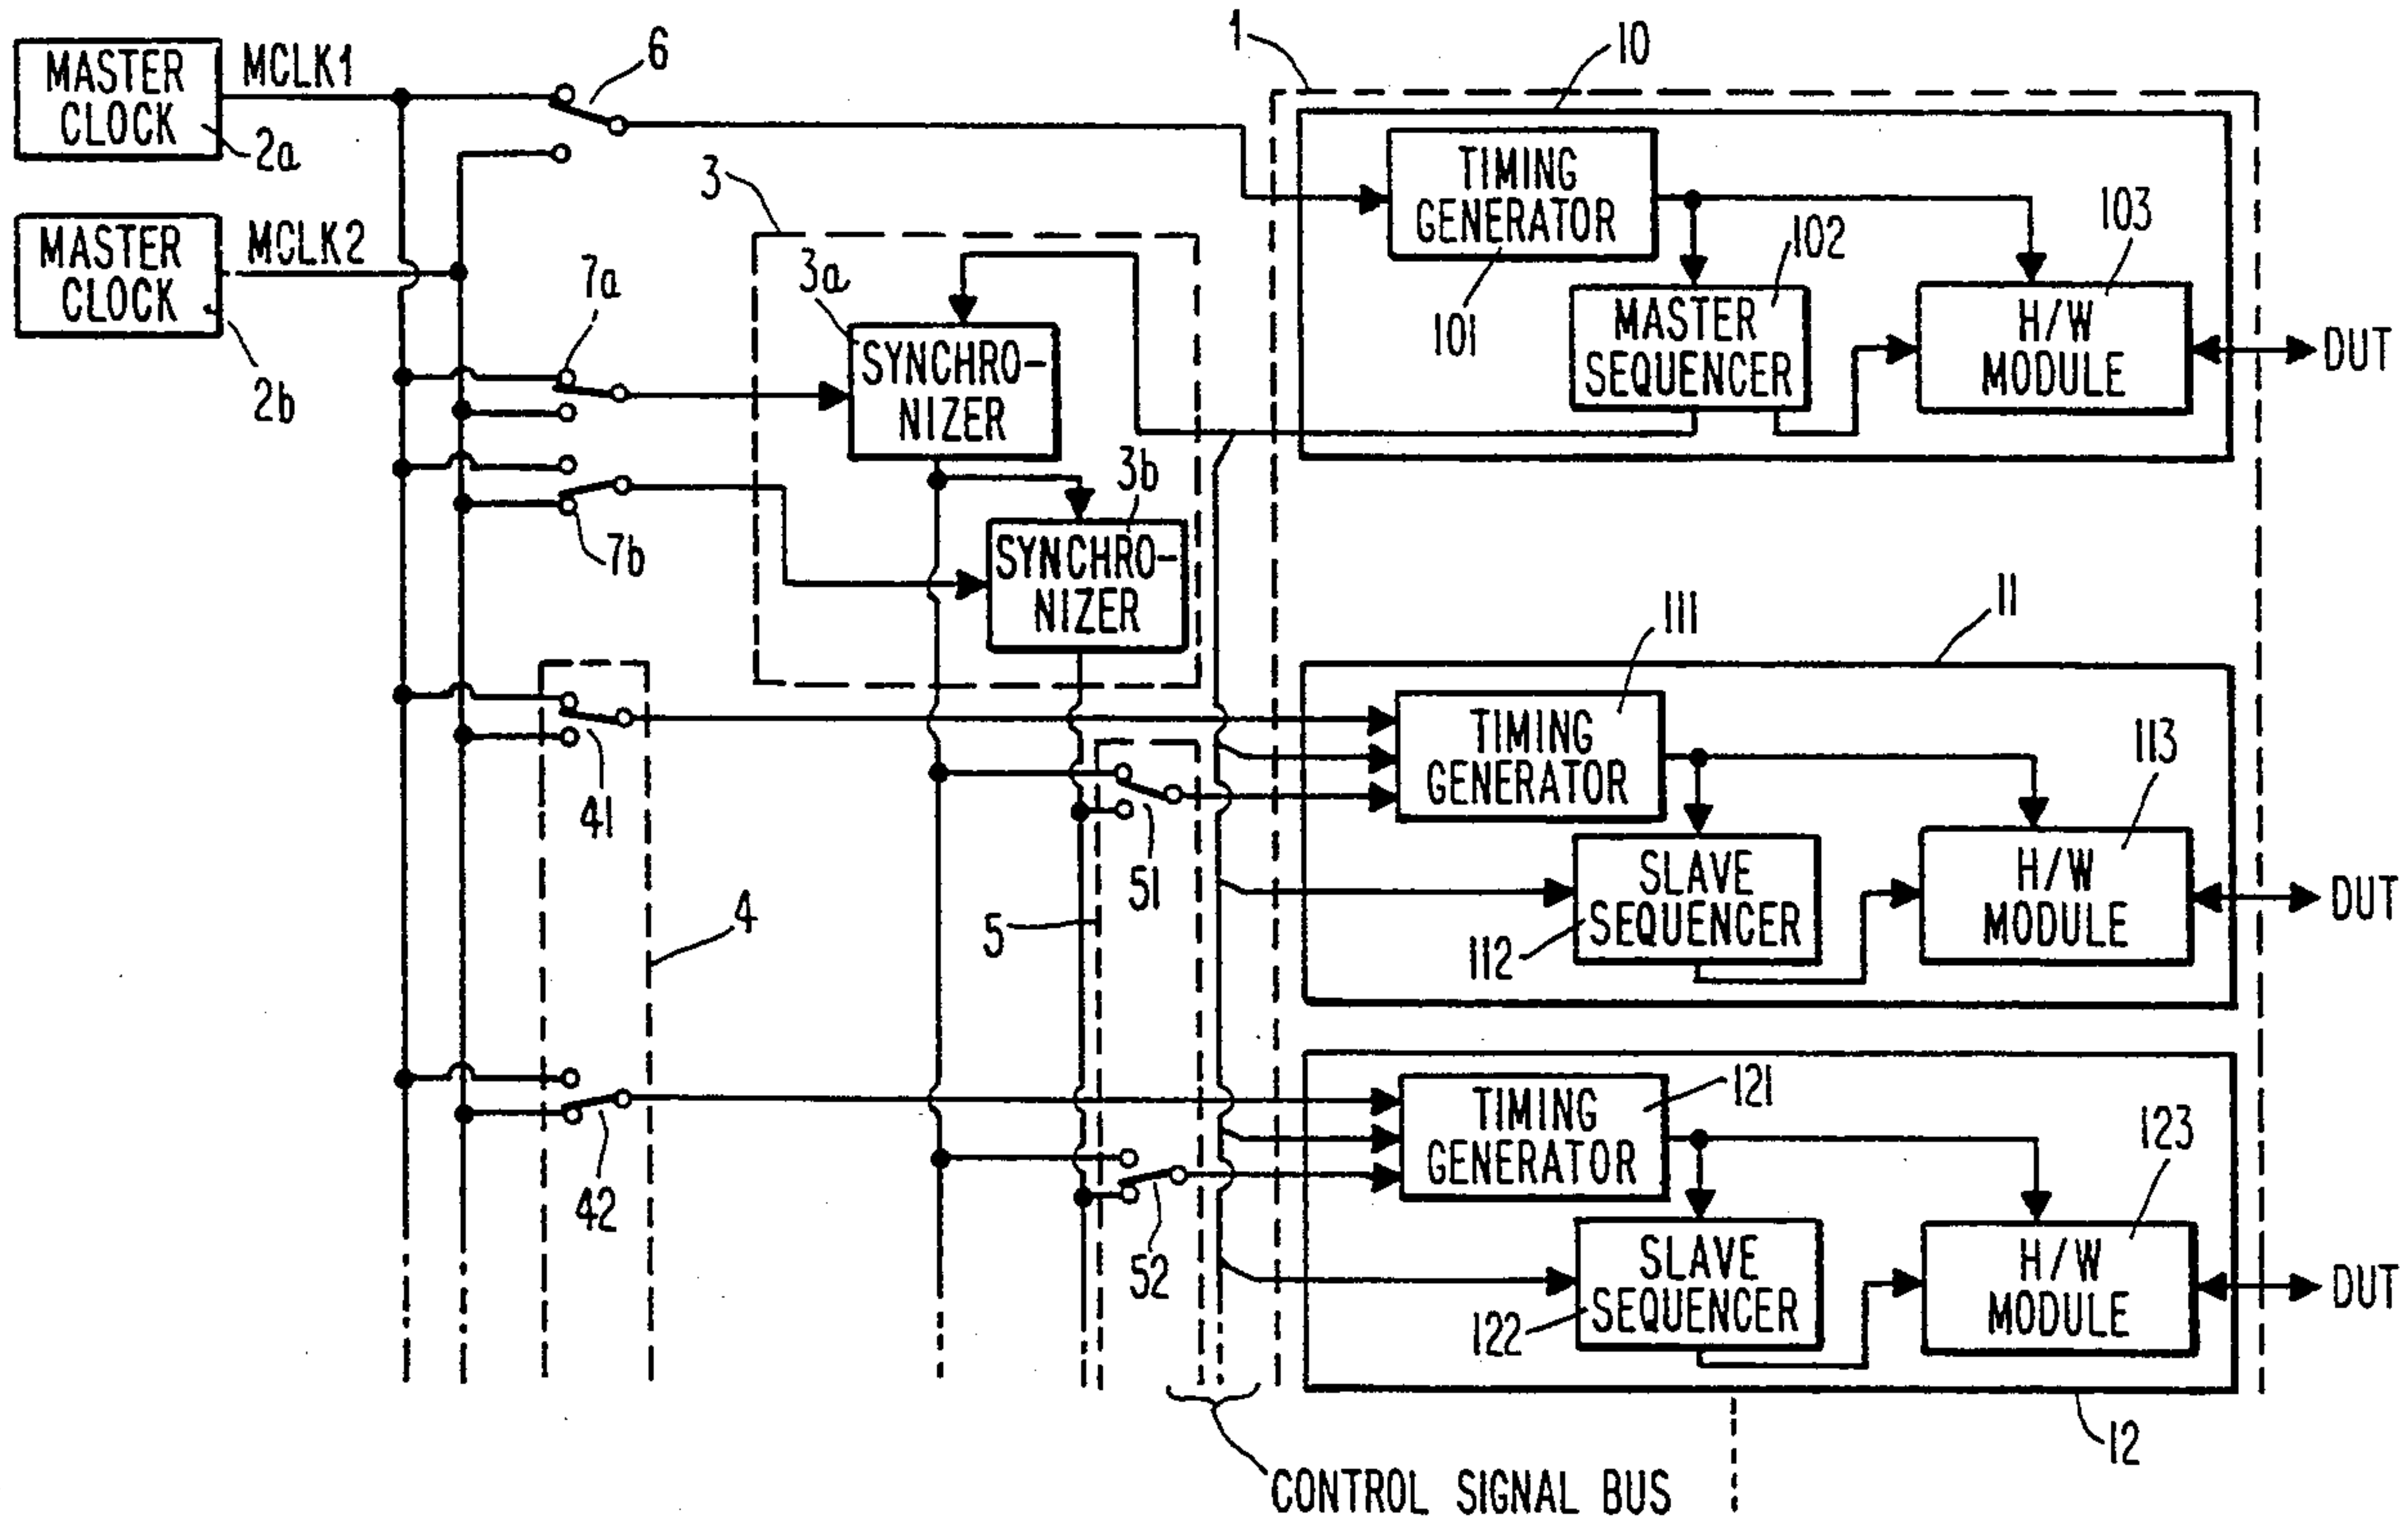 MASTER
CLOCK
2a
MCLK1
6
1
10
MASTER
CLOCK
2b
MCLK2
3
7a
3a
SYNCHRO-
NIZER
7b
3b
SYNCHRO-
NIZER
TIMING
GENERATOR
101
102
MASTER
SEQUENCER
103
H/W
MODULE
DUT
11
111
TIMING
GENERATOR
113
41
51
4
5
SLAVE
SEQUENCER
112
H/W
MODULE
DUT
TIMING
GENERATOR
121
123
42
52
SLAVE
SEQUENCER
122
H/W
MODULE
DUT
12
CONTROL SIGNAL BUS